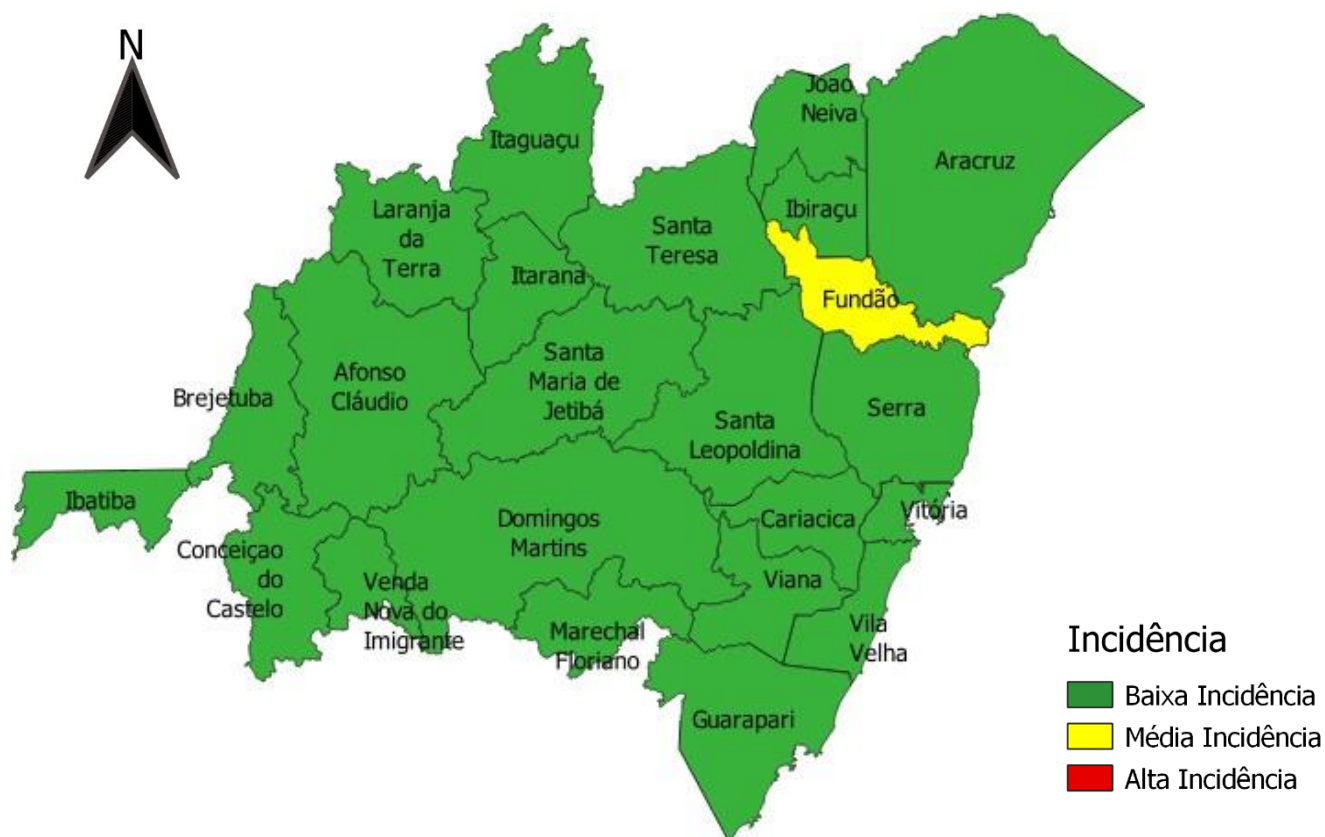 N
Joao
Neiva
Itaguaçu
Aracruz
Laranja
da
Terra
Ibiraçu
Santa
Teresa
Itarana
Fundão
Santa
Maria de
Jetibá
Afonso
Cláudio
Brejetuba
Serra
Santa
Leopoldina
Ibatiba
Vitória
Cariacica
Domingos
Martins
Conceiçao
do
Castelo
Venda
Nova do
Imigrante
Viana
Marechal
Floriano
Vila
Velha
Guarapari
Incidência
Baixa Incidência
Média Incidência
Alta Incidência